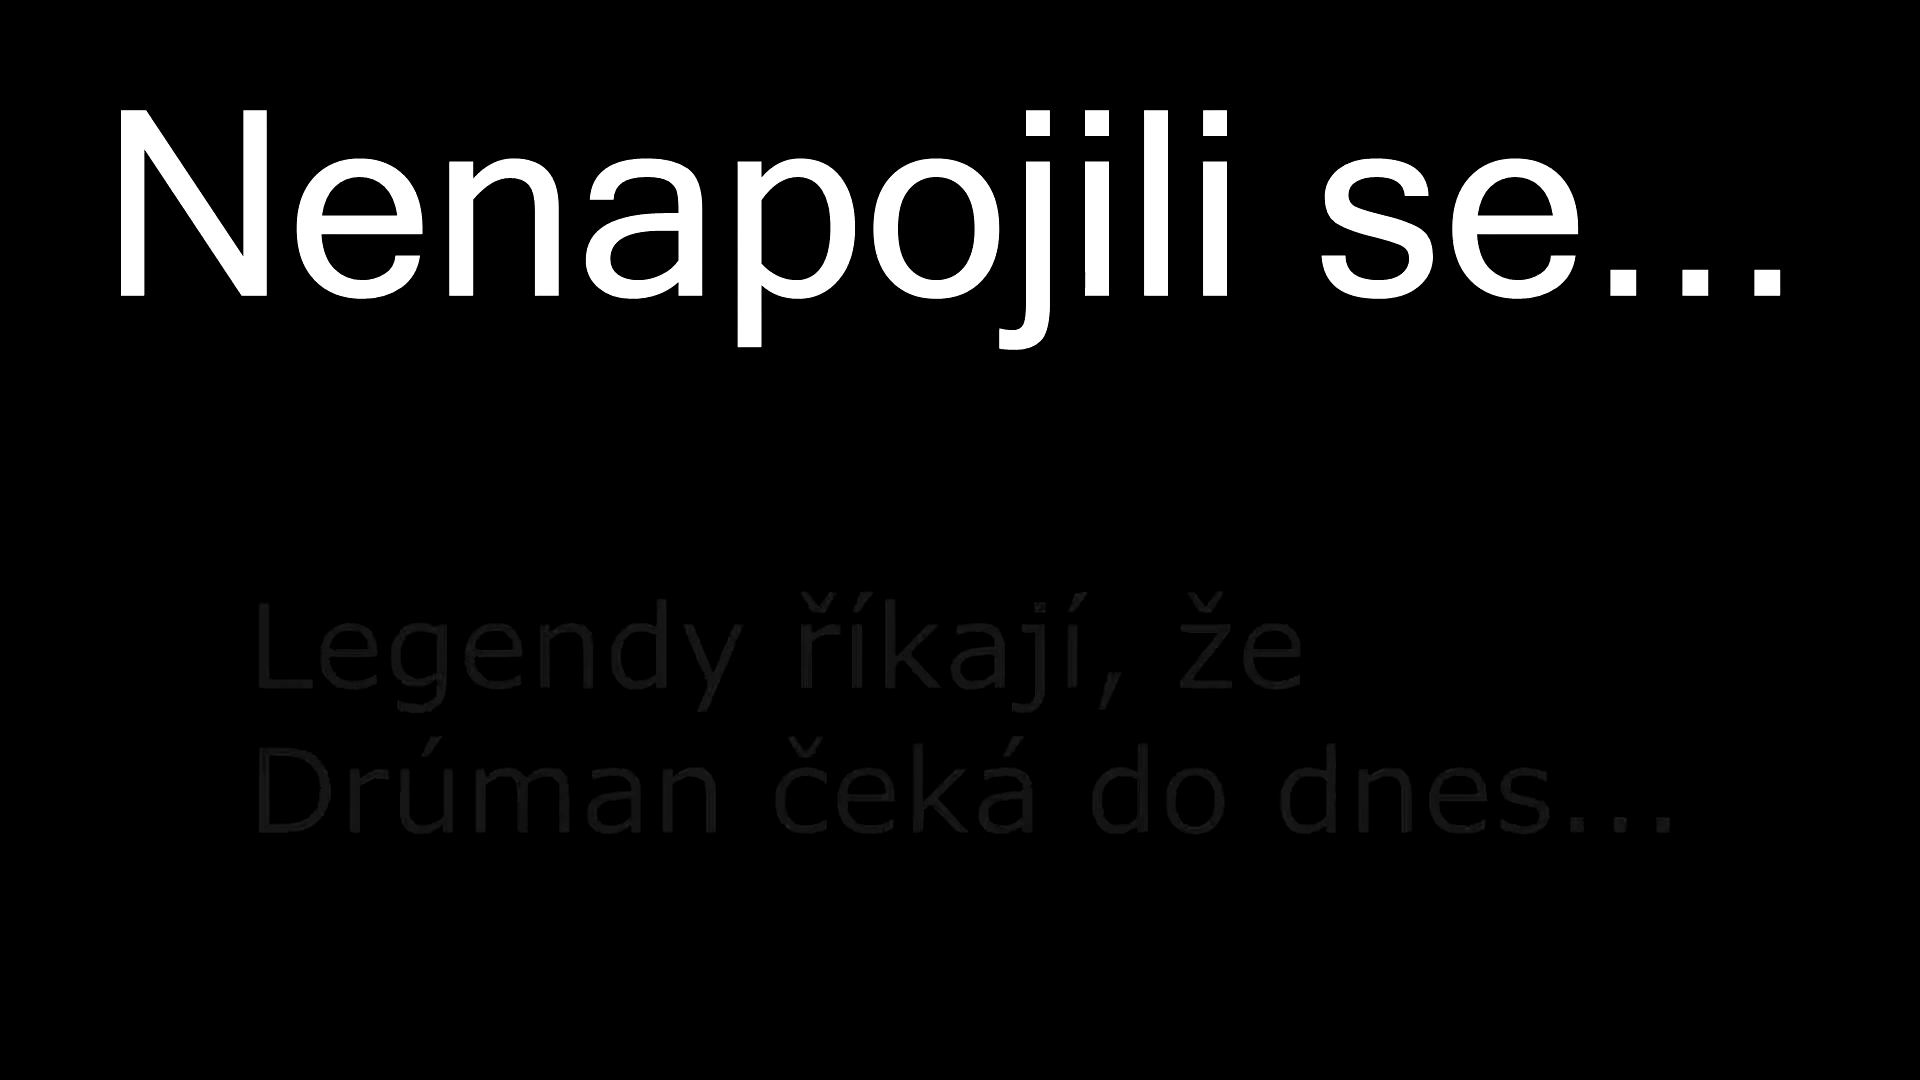 Nenapojili se...
Legendy říkají, že
Drúman čeká do dnes...